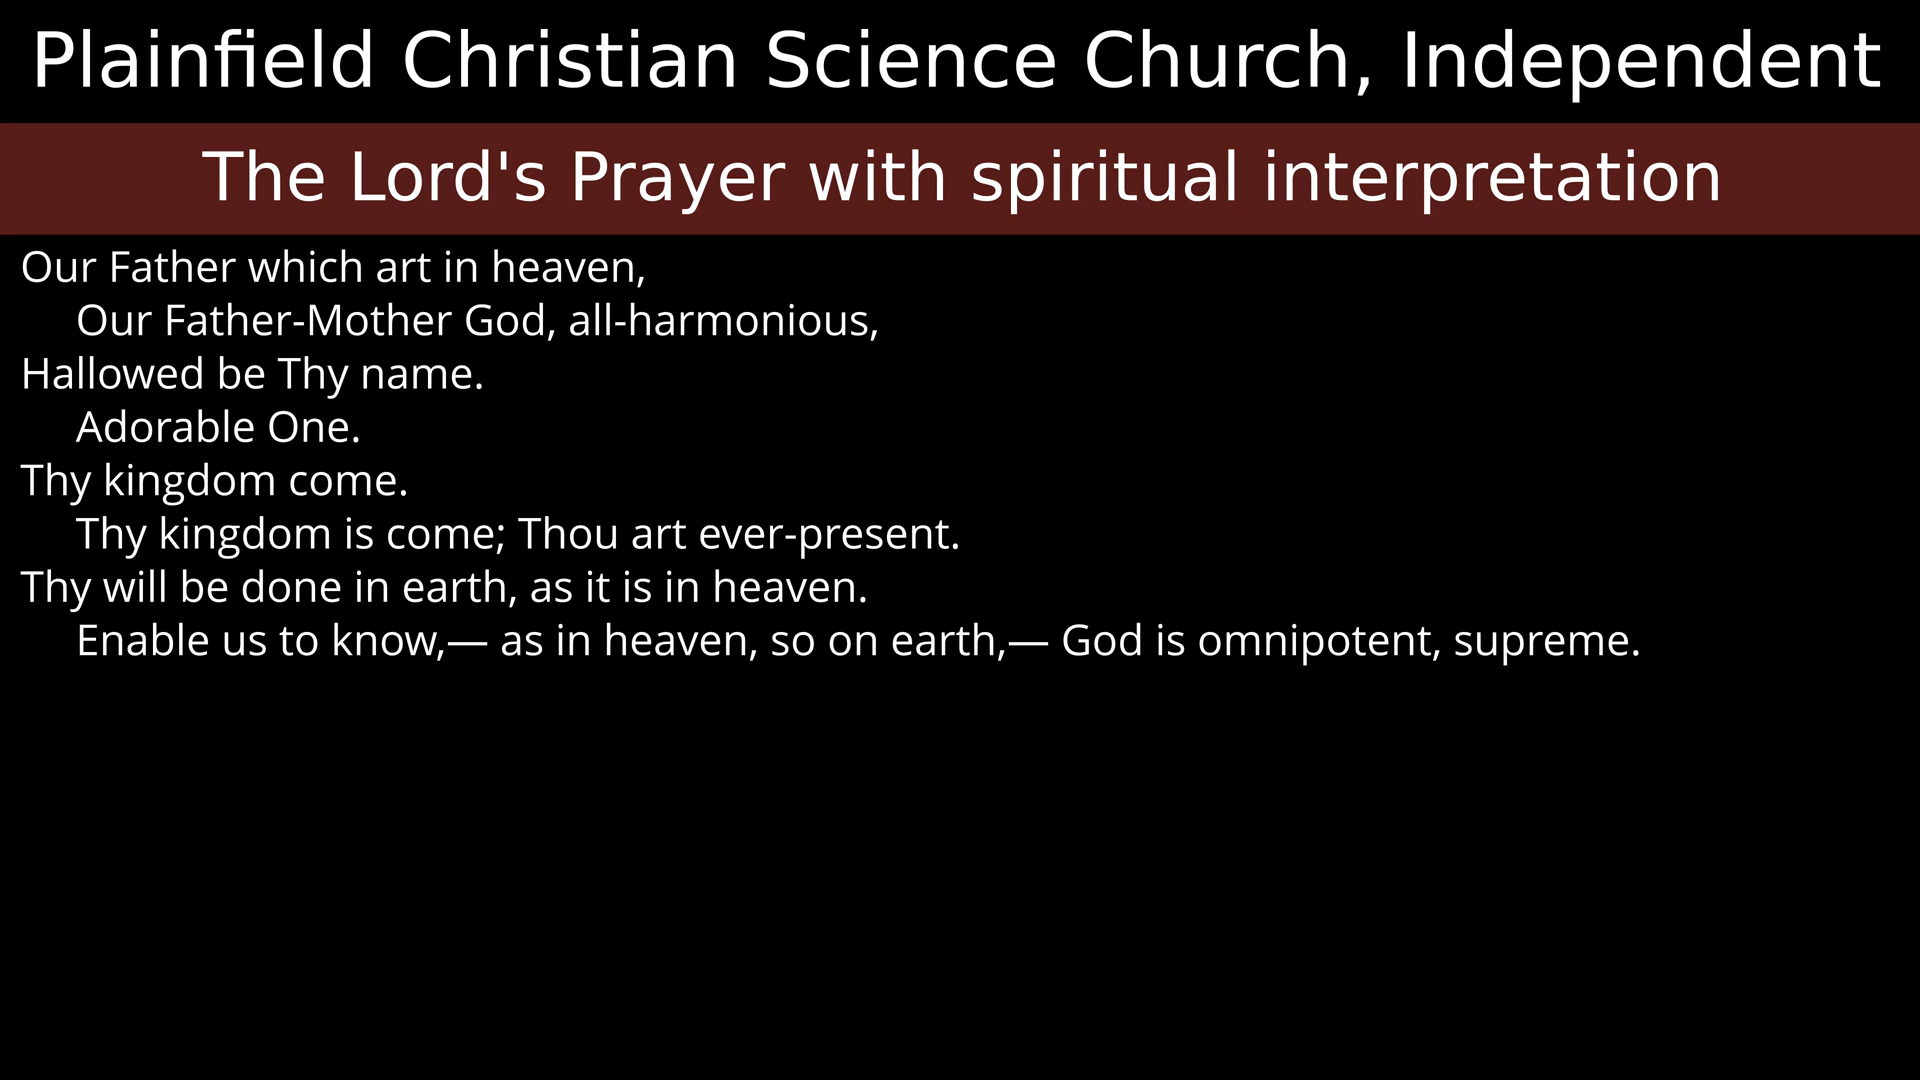 Plainfield Christian Science Church, Independent
The Lord's Prayer with spiritual interpretation
Our Father which art in heaven,
Our Father-Mother God, all-harmonious,
Hallowed be Thy name.
Adorable One.
Thy kingdom come.
Thy kingdom is come; Thou art ever-present.
Thy will be done in earth, as it is in heaven.
Enable us to know,— as in heaven, so on earth,— God is omnipotent, supreme.